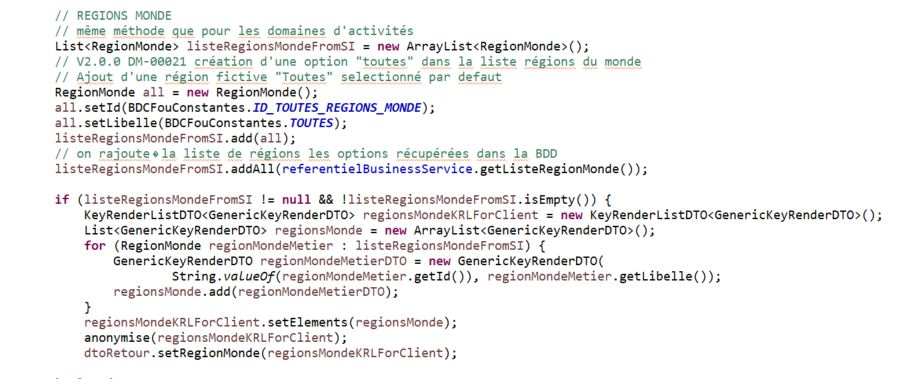 // REGIONS MONDE
// même méthode que pour les domaines d'activités
List<RegionMonde> listeRegionsMondeFromSI = new ArrayList<RegionMonde>();
// V2.0.0 DM-00021 création d'une option "toutes" dans la liste régions du monde
// Ajout d'une région fictive "Toutes" selectionné par defaut
RegionMonde all = new RegionMonde();
all.setId(BDCFouConstantes.ID_TOUTES_REGIONS_MONDE);
all.setLibelle(BDCFouConstantes.TOUTES);
listeRegionsMondeFromSI.add(all);
// on rajoute�la liste de régions les options récupérées dans la BDD
listeRegionsMondeFromSI.addAll(referentielBusinessService.getListeRegionMonde());
if (listeRegionsMondeFromSI != null && !listeRegionsMondeFromSI.isEmpty()) {
KeyRenderListDTO<GenericKeyRenderDTO> regionsMondeKRLForClient = new KeyRenderListDTO<GenericKeyRenderDTO>();
List<GenericKeyRenderDTO> regionsMonde = new ArrayList<GenericKeyRenderDTO>();
for (RegionMonde regionMondeMetier : listeRegionsMondeFromSI) {
GenericKeyRenderDTO regionMondeMetierDTO = new GenericKeyRenderDTO(
String.valueOf(regionMondeMetier.getId()), regionMondeMetier.getLibelle());
regionsMonde.add(regionMondeMetierDTO);
}
regionsMondeKRLForClient.setElements(regionsMonde);
anonymise(regionsMondeKRLForClient);
dtoRetour.setRegionMonde(regionsMondeKRLForClient);